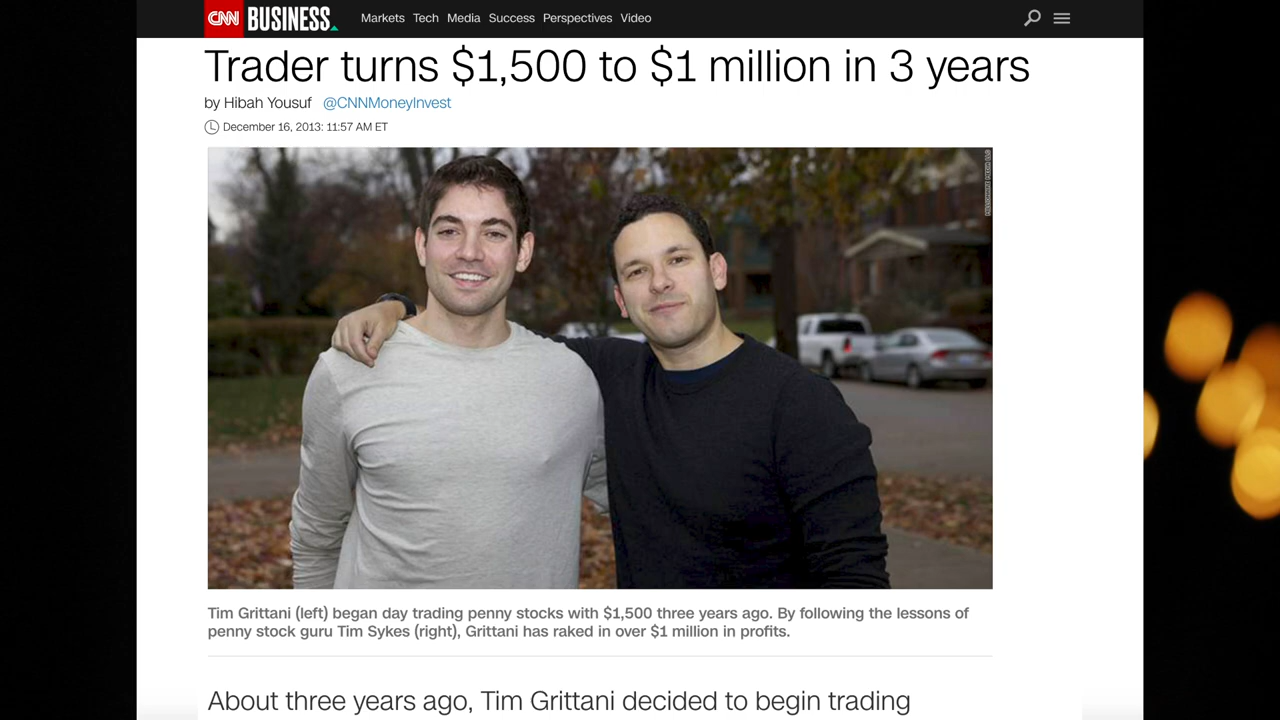 CNN BUSINESS Markets Tech Media Success Perspectives Video
Trader turns $1,500 to $1 million in 3 years
by Hibah Yousuf @CNNMoneyInvest
December 16, 2013: 11:57 AM ET
Tim Grittani (left) began day trading penny stocks with $1,500 three years ago. By following the lessons of
penny stock guru Tim Sykes (right), Grittani has raked in over $1 million in profits.
About three years ago, Tim Grittani decided to begin trading